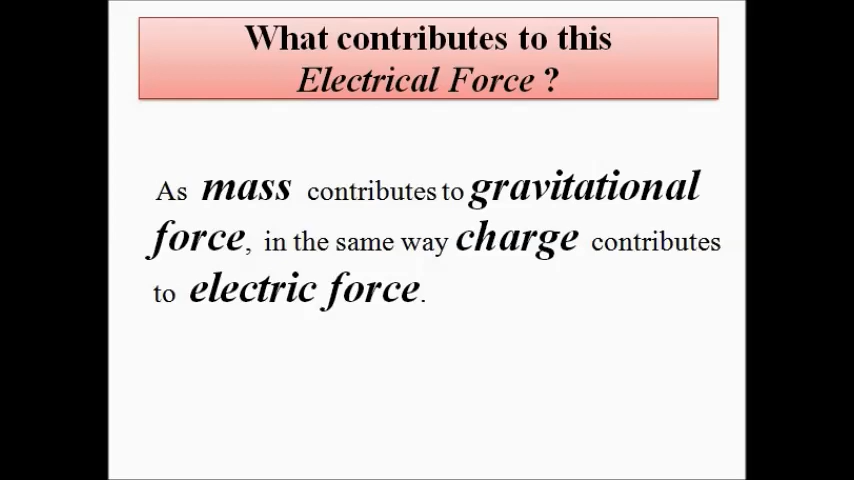 What contributes to this
Electrical Force ?
As mass contributes to gravitational
force, in the same way charge contributes
to electric force.